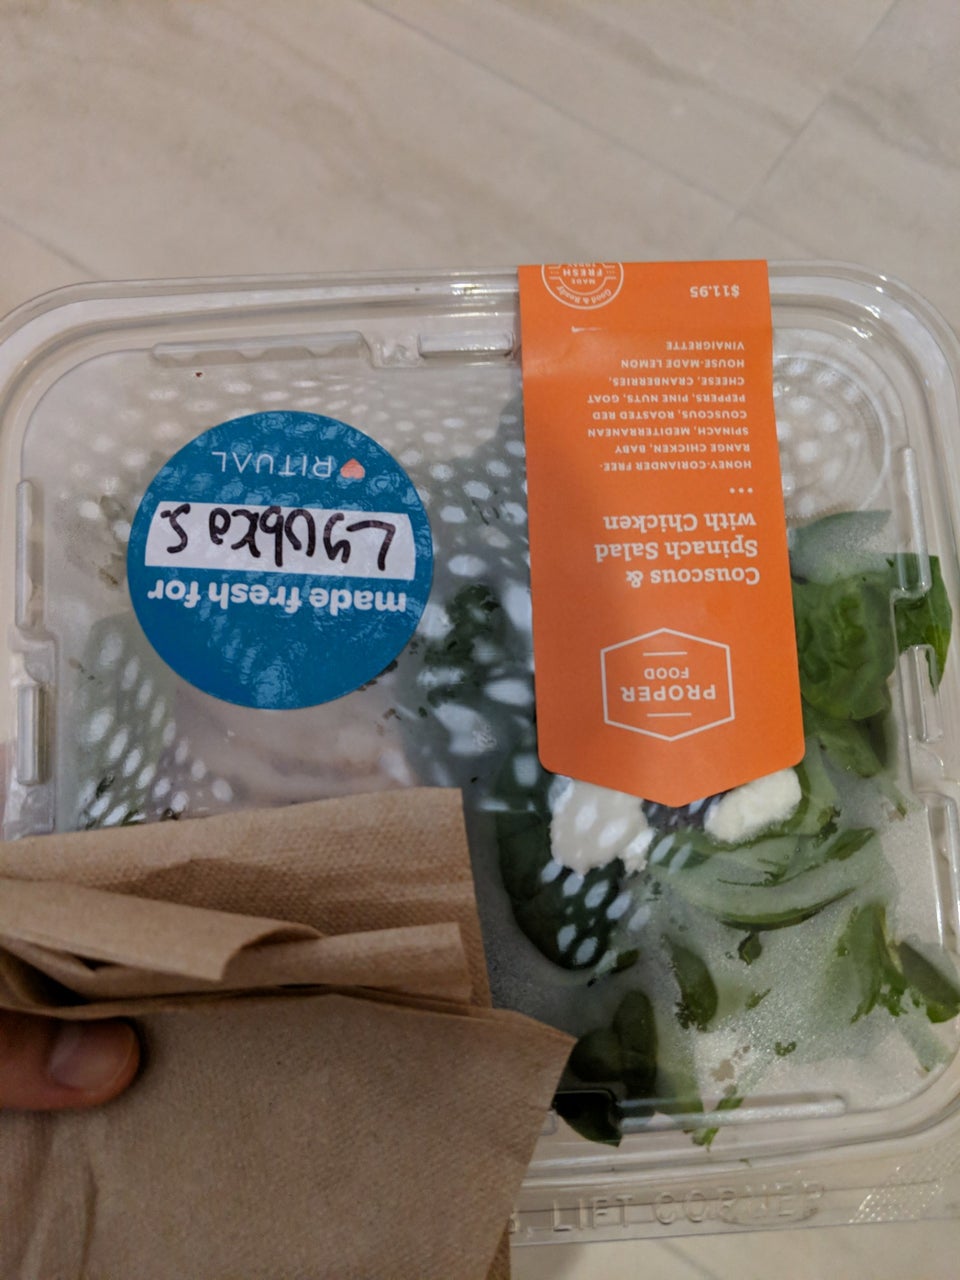 PROPER
FOOD
Couscous &
Spinach Salad
with Chicken
•••
HONEY-CORIANDER FREE-
RANGE CHICKEN, BABY
SPINACH, MEDITERRANEAN
COUSCOUS, ROASTED RED
PEPPERS, PINE NUTS, GOAT
CHEESE, CRANBERRIES,
HOUSE-MADE LEMON
VINAIGRETTE
$11.95
Good & Ready
MADE
FRESH
TODAY
made fresh for
Lyubka S
RITUAL
LIFT CORNER